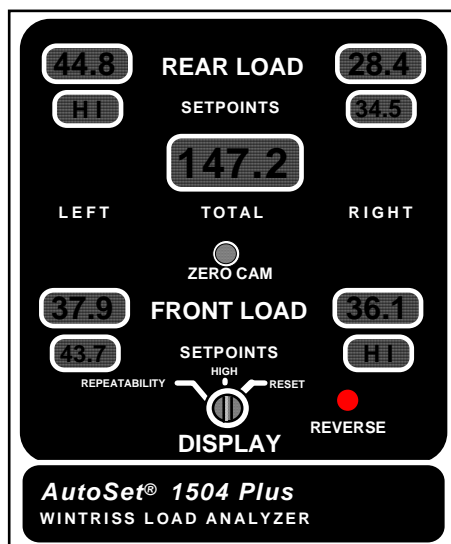 44.8 REAR LOAD 28.4
HI SETPOINTS 34.5
147.2
LEFT TOTAL RIGHT
ZERO CAM
37.9 FRONT LOAD 36.1
43.7 SETPOINTS HI
HIGH
REPEATABILITY RESET
REVERSE
DISPLAY
AutoSet® 1504 Plus
WINTRISS LOAD ANALYZER